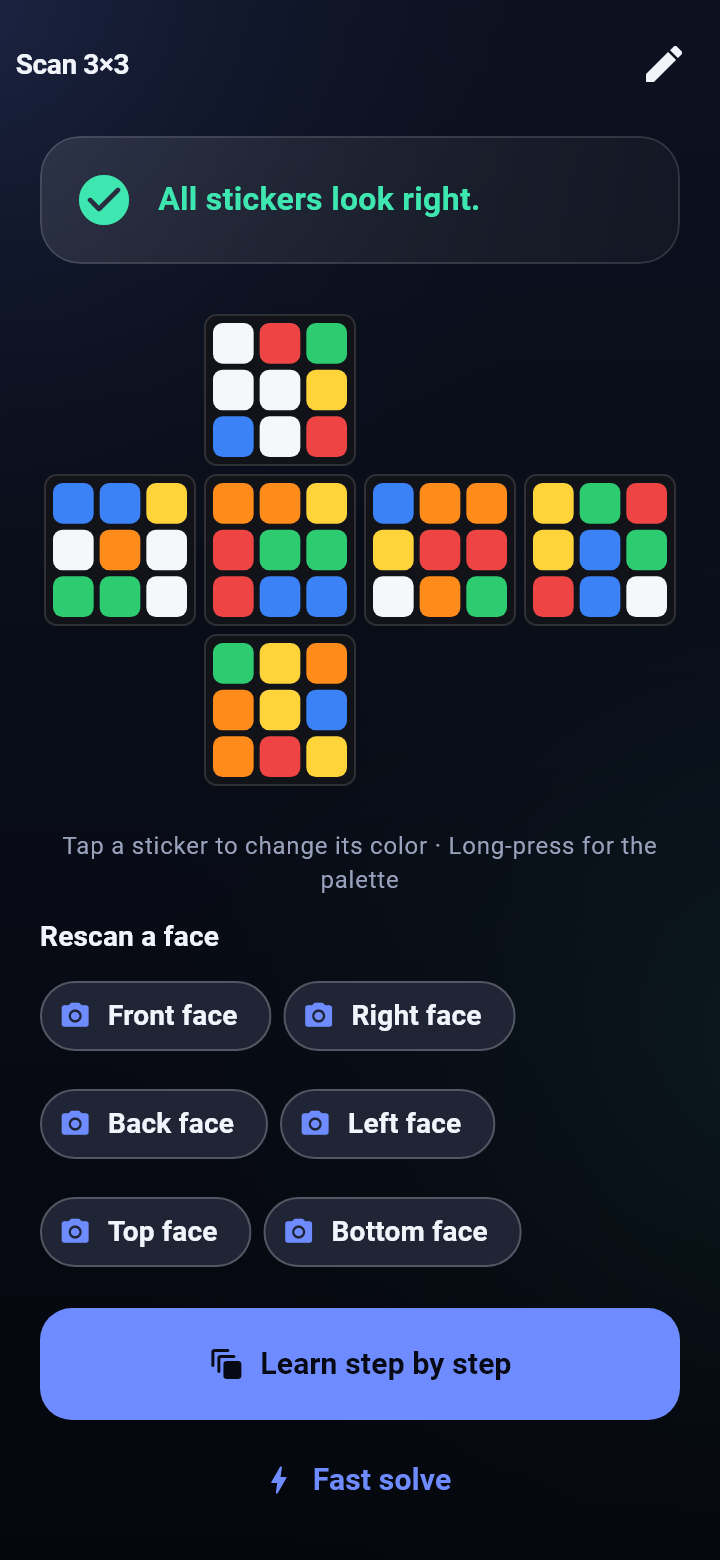 Scan 3×3
All stickers look right.
Tap a sticker to change its color · Long-press for the
palette
Rescan a face
Front face
Right face
Back face
Left face
Top face
Bottom face
Learn step by step
Fast solve